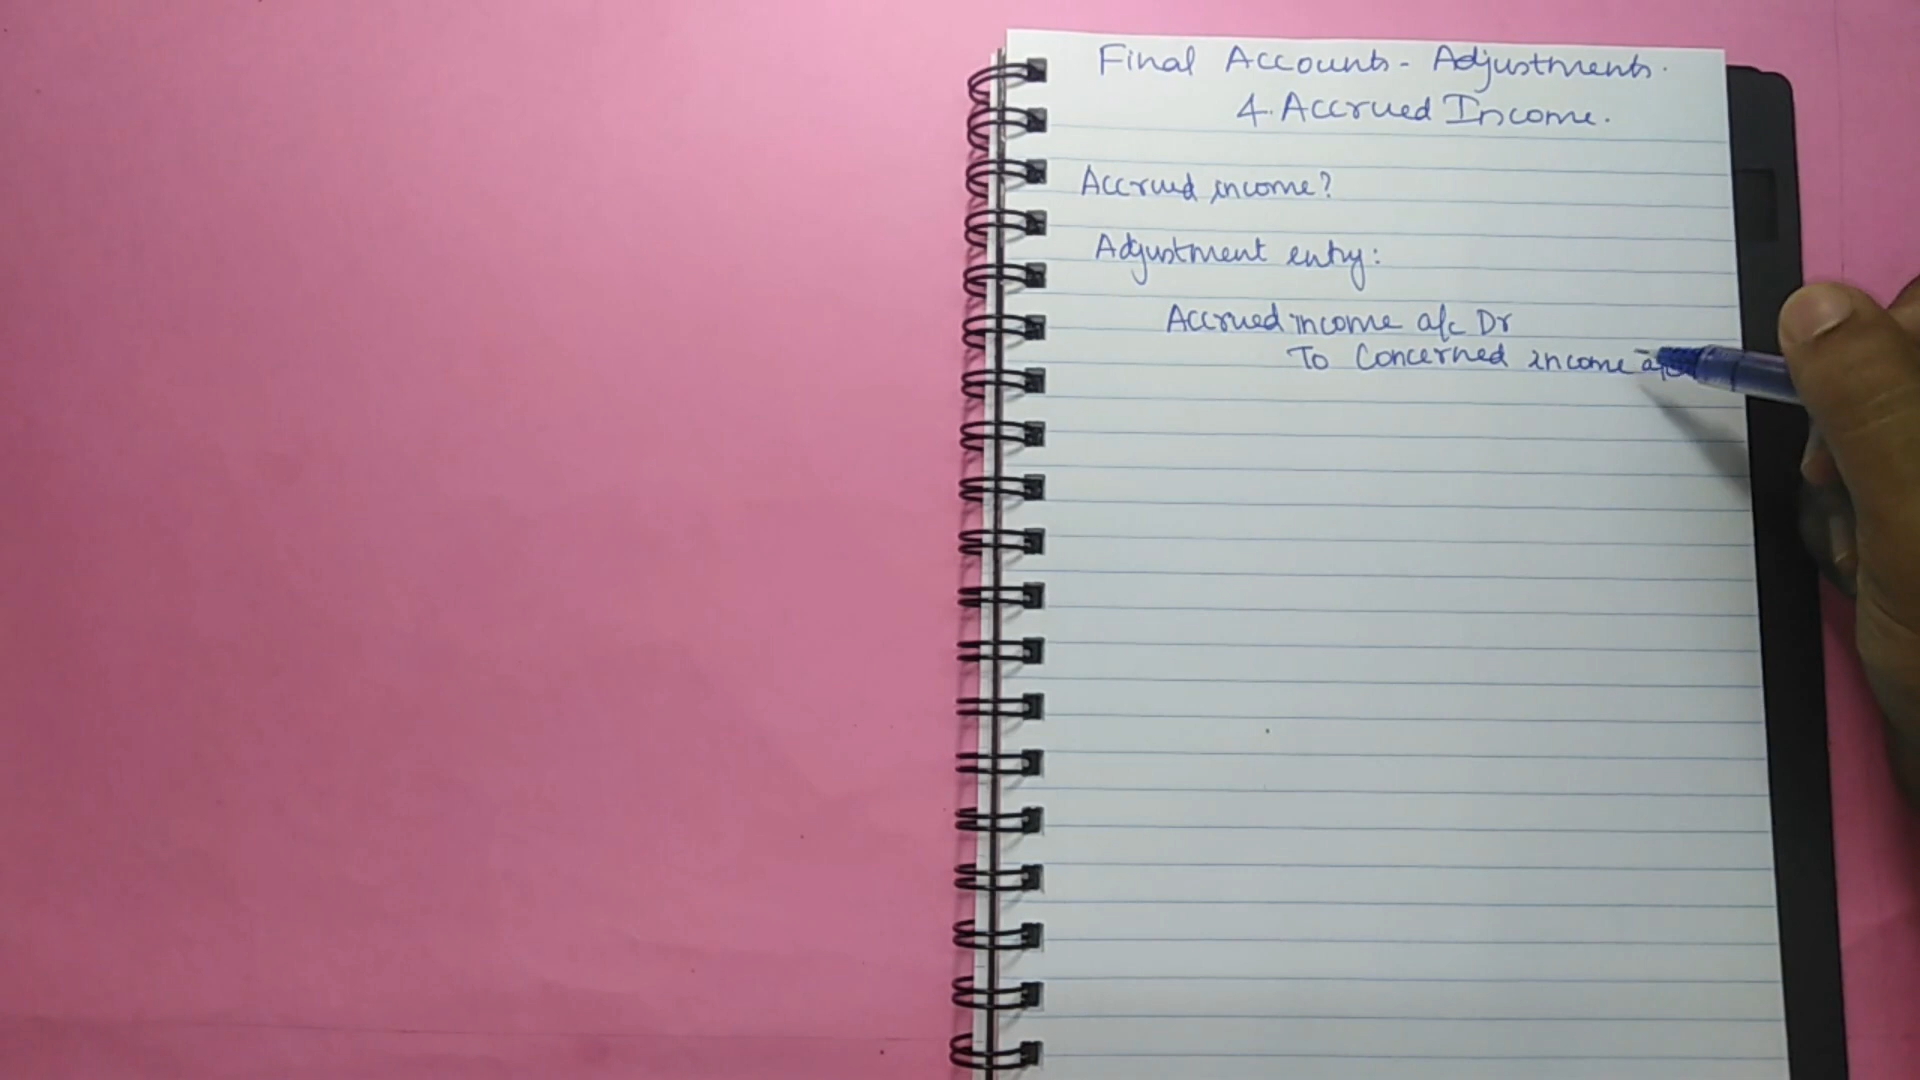 Final Accounts - Adjustments.
4. Accrued Income.
Accrued income?
Adjustment entry:
Accrued income a/c Dr
To Concerned income